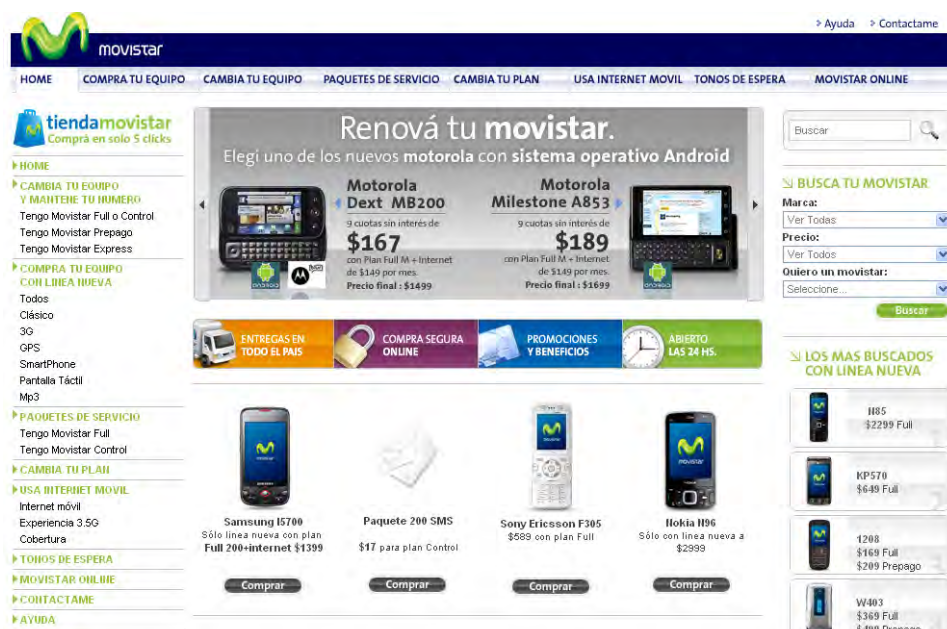 Ayuda
Contactame
movistar
HOME
COMPRA TU EQUIPO
CAMBIA TU EQUIPO
PAQUETES DE SERVICIO
CAMBIA TU PLAN
USA INTERNET MOVIL
TONOS DE ESPERA
MOVISTAR ONLINE
tiendamovistar
Comprá en solo 5 clicks
HOME
CAMBIA TU EQUIPO
Y MANTENE TU NUMERO
Tengo Movistar Full o Control
Tengo Movistar Prepago
Tengo Movistar Express
COMPRA TU EQUIPO
CON LINEA NUEVA
Todos
Clásico
3G
GPS
SmartPhone
Pantalla Táctil
Mp3
PAQUETES DE SERVICIO
Tengo Movistar Full
Tengo Movistar Control
CAMBIA TU PLAN
USA INTERNET MOVIL
Internet móvil
Experiencia 3.5G
Cobertura
TONOS DE ESPERA
MOVISTAR ONLINE
CONTACTAME
AYUDA
Renová tu movistar.
Elegi uno de los nuevos motorola con sistema operativo Android
Motorola
Dext MB200
9 cuotas sin interés de
$167
con Plan Full M + Internet
de $149 por mes.
Precio final : $1499
Motorola
Milestone A853
9 cuotas sin interés de
$189
con Plan Full M + Internet
de $149 por mes.
Precio final : $1699
ENTREGAS EN
TODO EL PAIS
COMPRA SEGURA
ONLINE
PROMOCIONES
Y BENEFICIOS
ABIERTO
LAS 24 HS.
Samsung I5700
Sólo linea nueva con plan
Full 200+internet $1399
Comprar
Paquete 200 SMS
$17 para plan Control
Comprar
Sony Ericsson F305
$589 con plan Full
Comprar
Nokia N96
Sólo con linea nueva a
$2999
Comprar
Buscar
BUSCA TU MOVISTAR
Marca:
Ver Todas
Precio:
Ver Todos
Quiero un movistar:
Seleccione...
Buscar
LOS MAS BUSCADOS
CON LINEA NUEVA
N85
$2299 Full
KP570
$649 Full
1208
$169 Full
$209 Prepago
W403
$369 Full